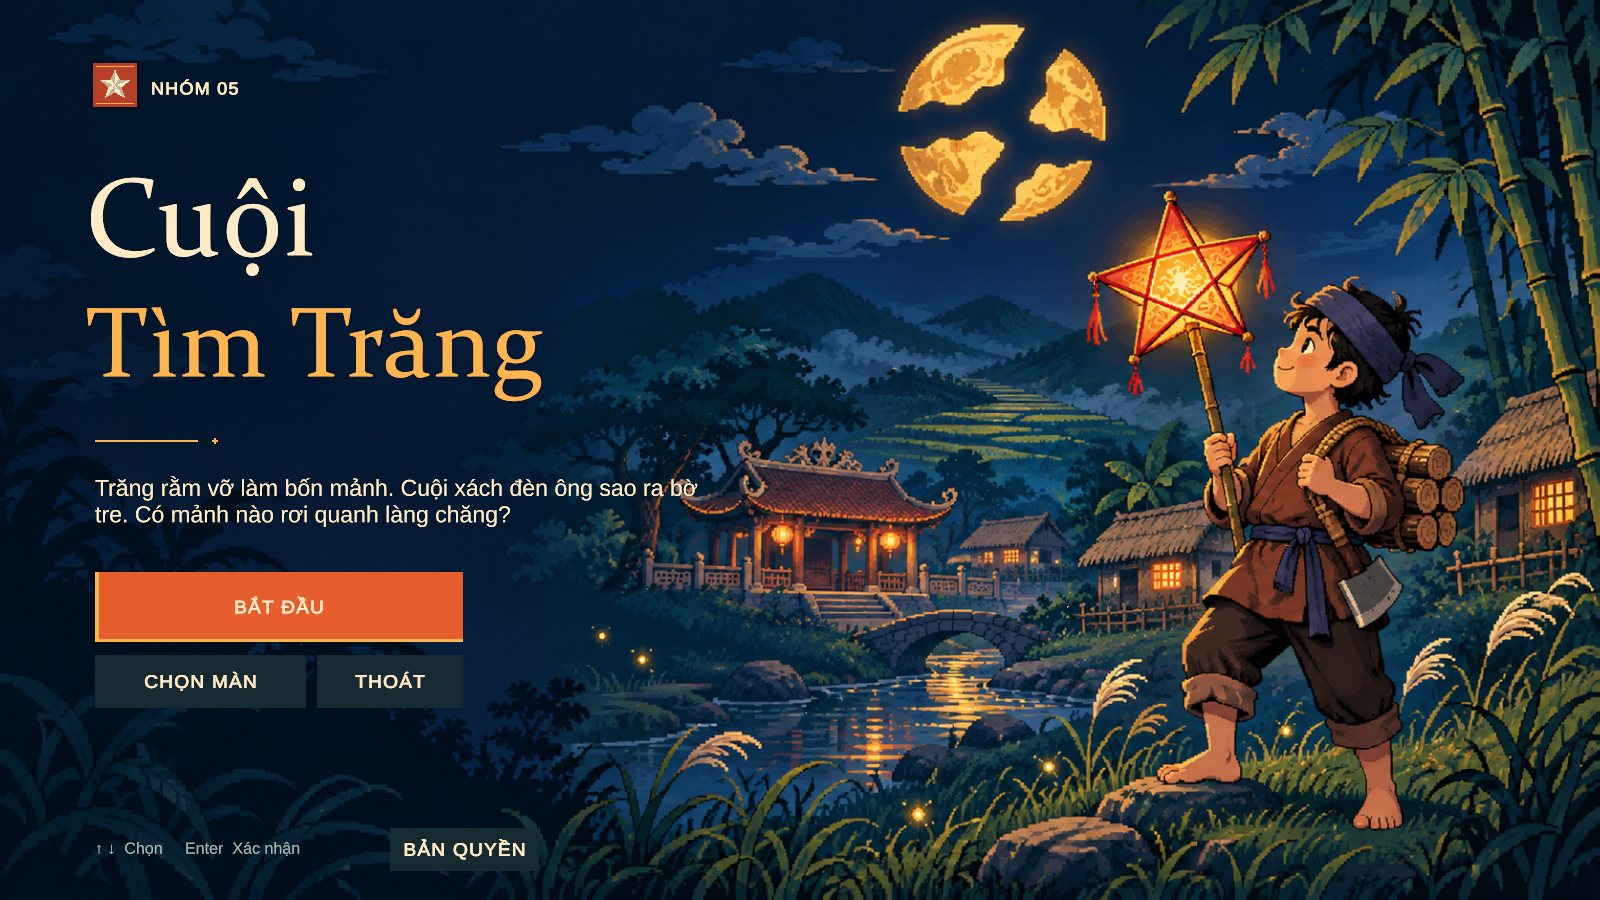 NHÓM 05
Cuội
Tìm Trăng
Trăng rằm vỡ làm bốn mảnh. Cuội xách đèn ông sao ra bờ
tre. Có mảnh nào rơi quanh làng chăng?
BẮT ĐẦU
CHỌN MÀN
THOÁT
↑ ↓ Chọn Enter Xác nhận
BẢN QUYỀN